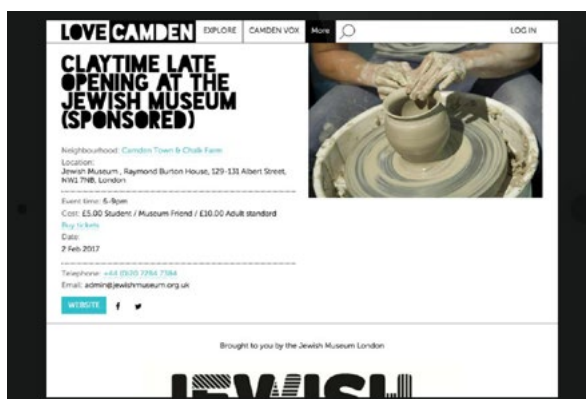 LOVE CAMDEN EXPLORE CAMDEN VOX More LOG IN
CLAYTIME LATE
OPENING AT THE
JEWISH MUSEUM
(SPONSORED)
Neighbourhood: Camden Town & Chalk Farm
Location:
Jewish Museum , Raymond Burton House, 129-131 Albert Street,
NW1 7NB, London
Event time: 6-9pm
Cost: £5.00 Student / Museum Friend / £10.00 Adult standard
Buy tickets
Date:
2 Feb 2017
Telephone: +44 (0)20 7284 7384
Email: admin@jewishmuseum.org.uk
WEBSITE
Brought to you by the Jewish Museum London
JEWISH